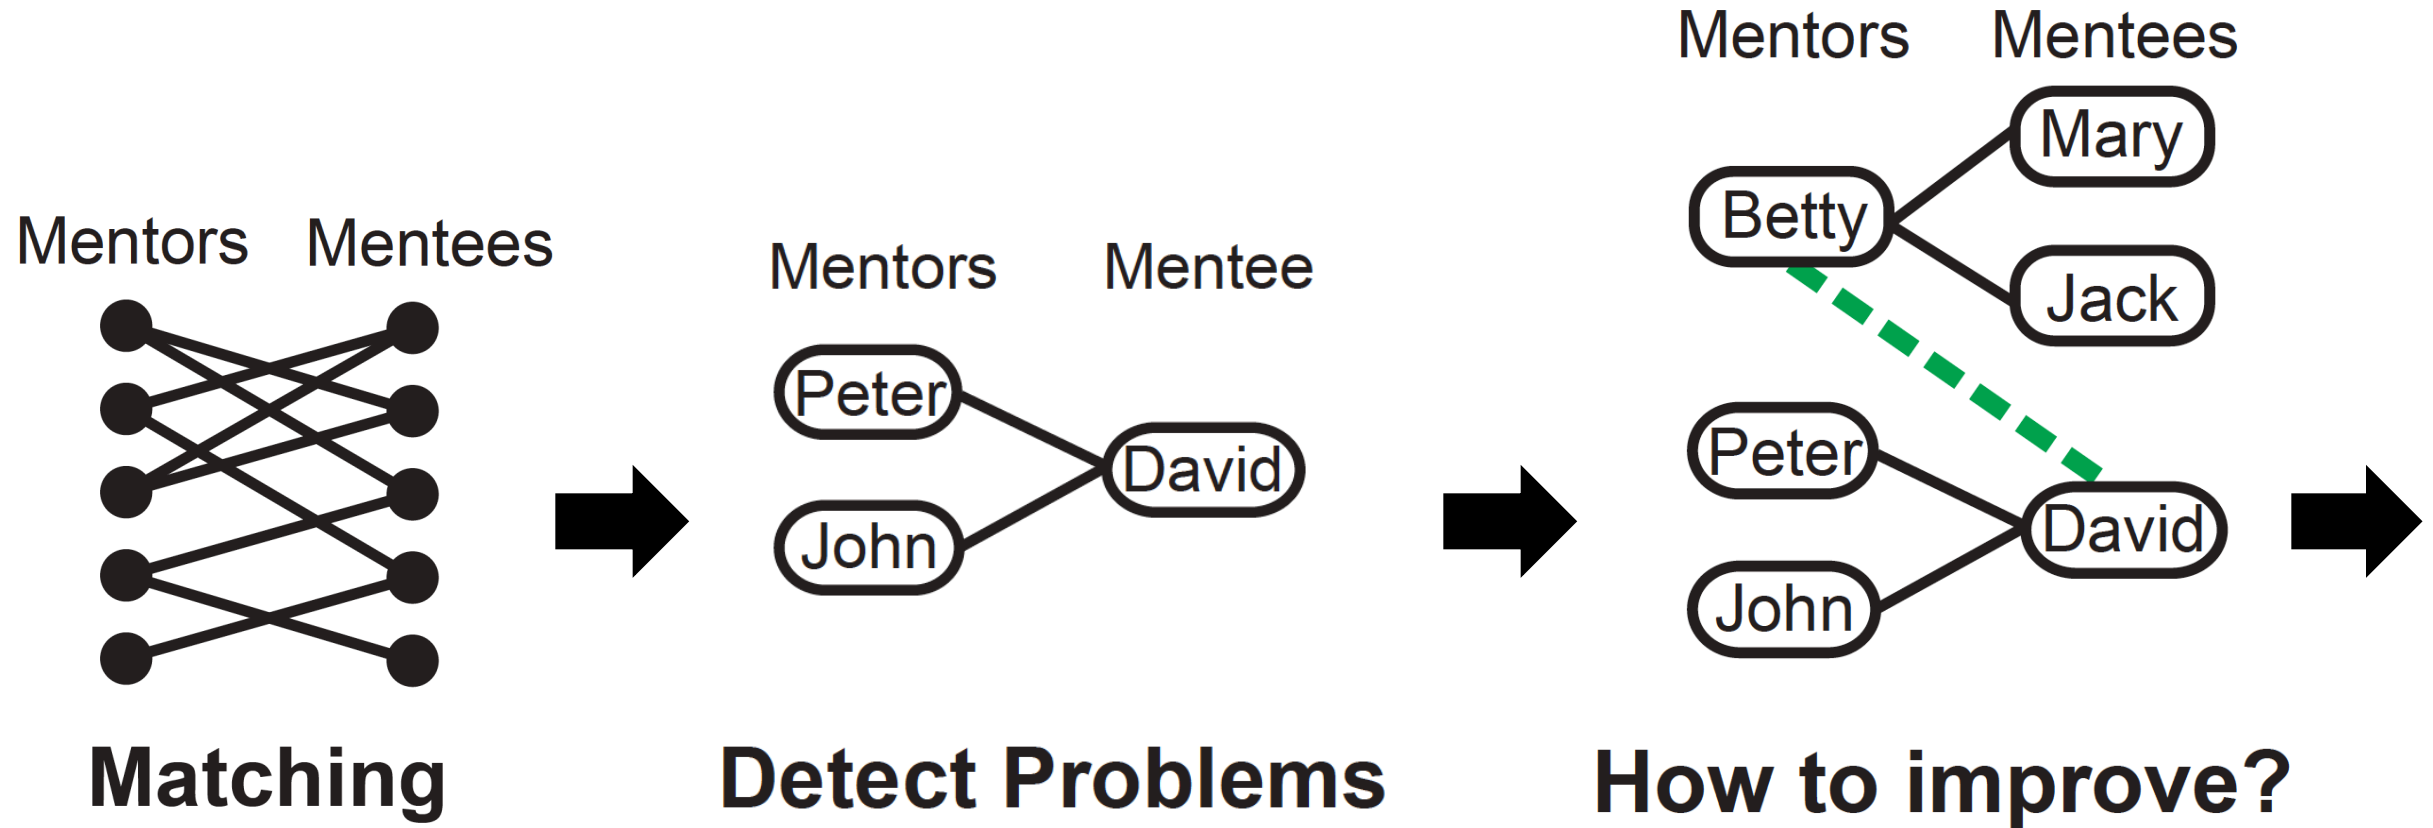 Mentors Mentees
Matching
Mentors Mentee
Peter
David
John
Detect Problems
Mentors Mentees
Mary
Betty
Jack
Peter
David
John
How to improve?